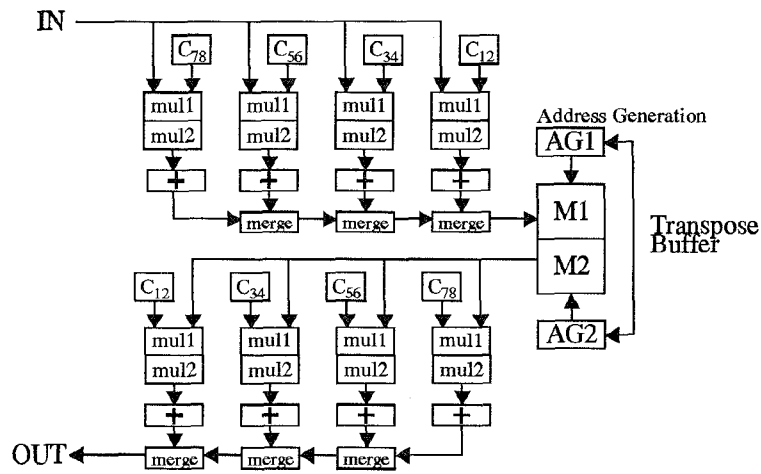 IN
C78 C56 C34 C12
mul1 mul1 mul1 mul1
mul2 mul2 mul2 mul2
+ + + +
merge merge merge
Address Generation
AG1
M1
M2
AG2
Transpose
Buffer
C12 C34 C56 C78
mul1 mul1 mul1 mul1
mul2 mul2 mul2 mul2
+ + + +
OUT
merge merge merge